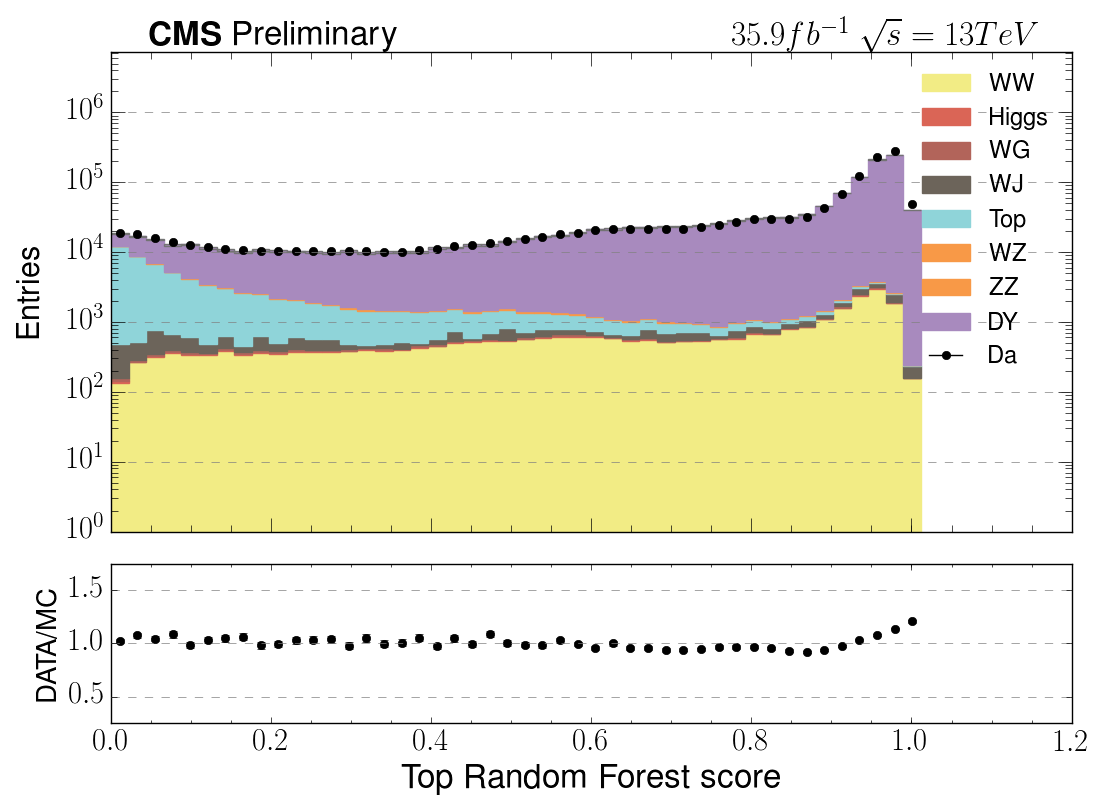 CMS Preliminary
35.9fb⁻¹ √s = 13TeV
WW
Higgs
WG
WJ
Top
WZ
ZZ
DY
Da
Entries
10⁶
10⁵
10⁴
10³
10²
10¹
10⁰
DATA/MC
1.5
1.0
0.5
0.0 0.2 0.4 0.6 0.8 1.0 1.2
Top Random Forest score